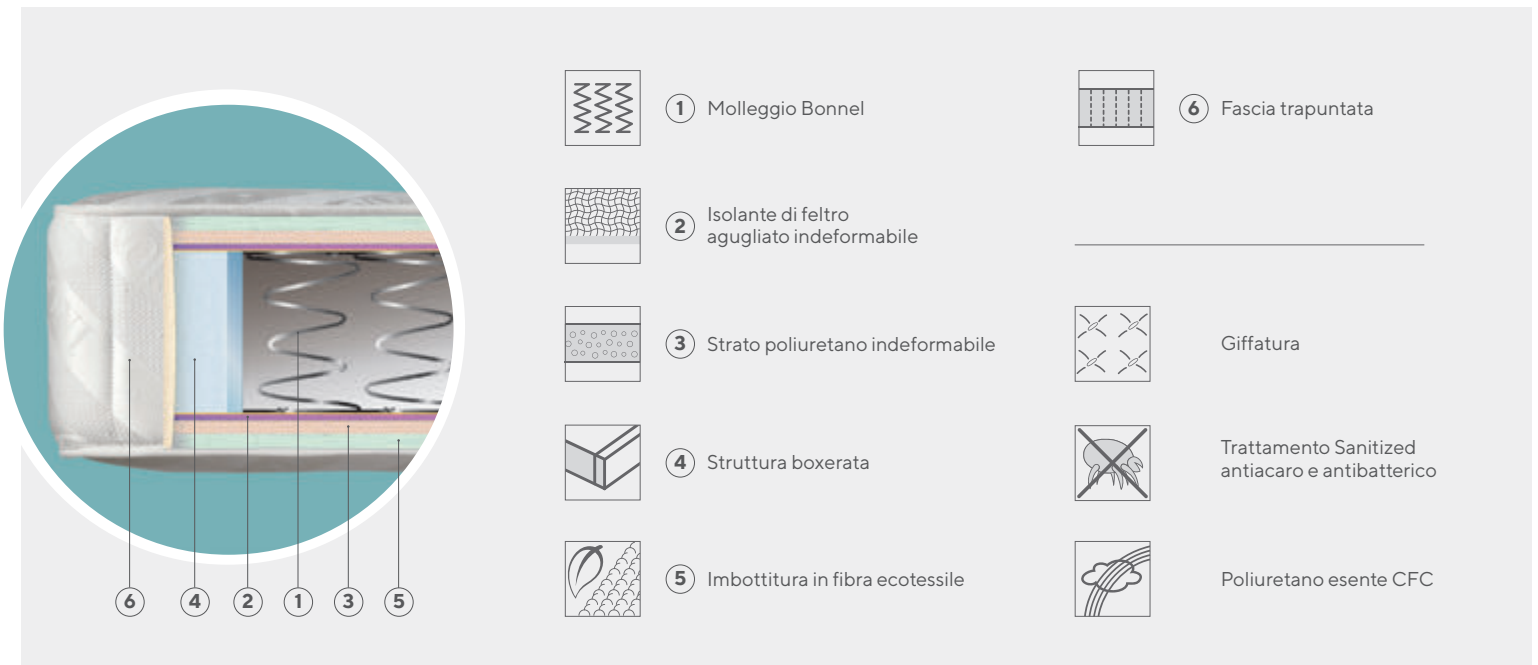 1 Molleggio Bonnel
2 Isolante di feltro
agugliato indeformabile
3 Strato poliuretano indeformabile
4 Struttura boxerata
5 Imbottitura in fibra ecotessile
6 Fascia trapuntata
Giffatura
Trattamento Sanitized
antiacaro e antibatterico
Poliuretano esente CFC
6 4 2 1 3 5